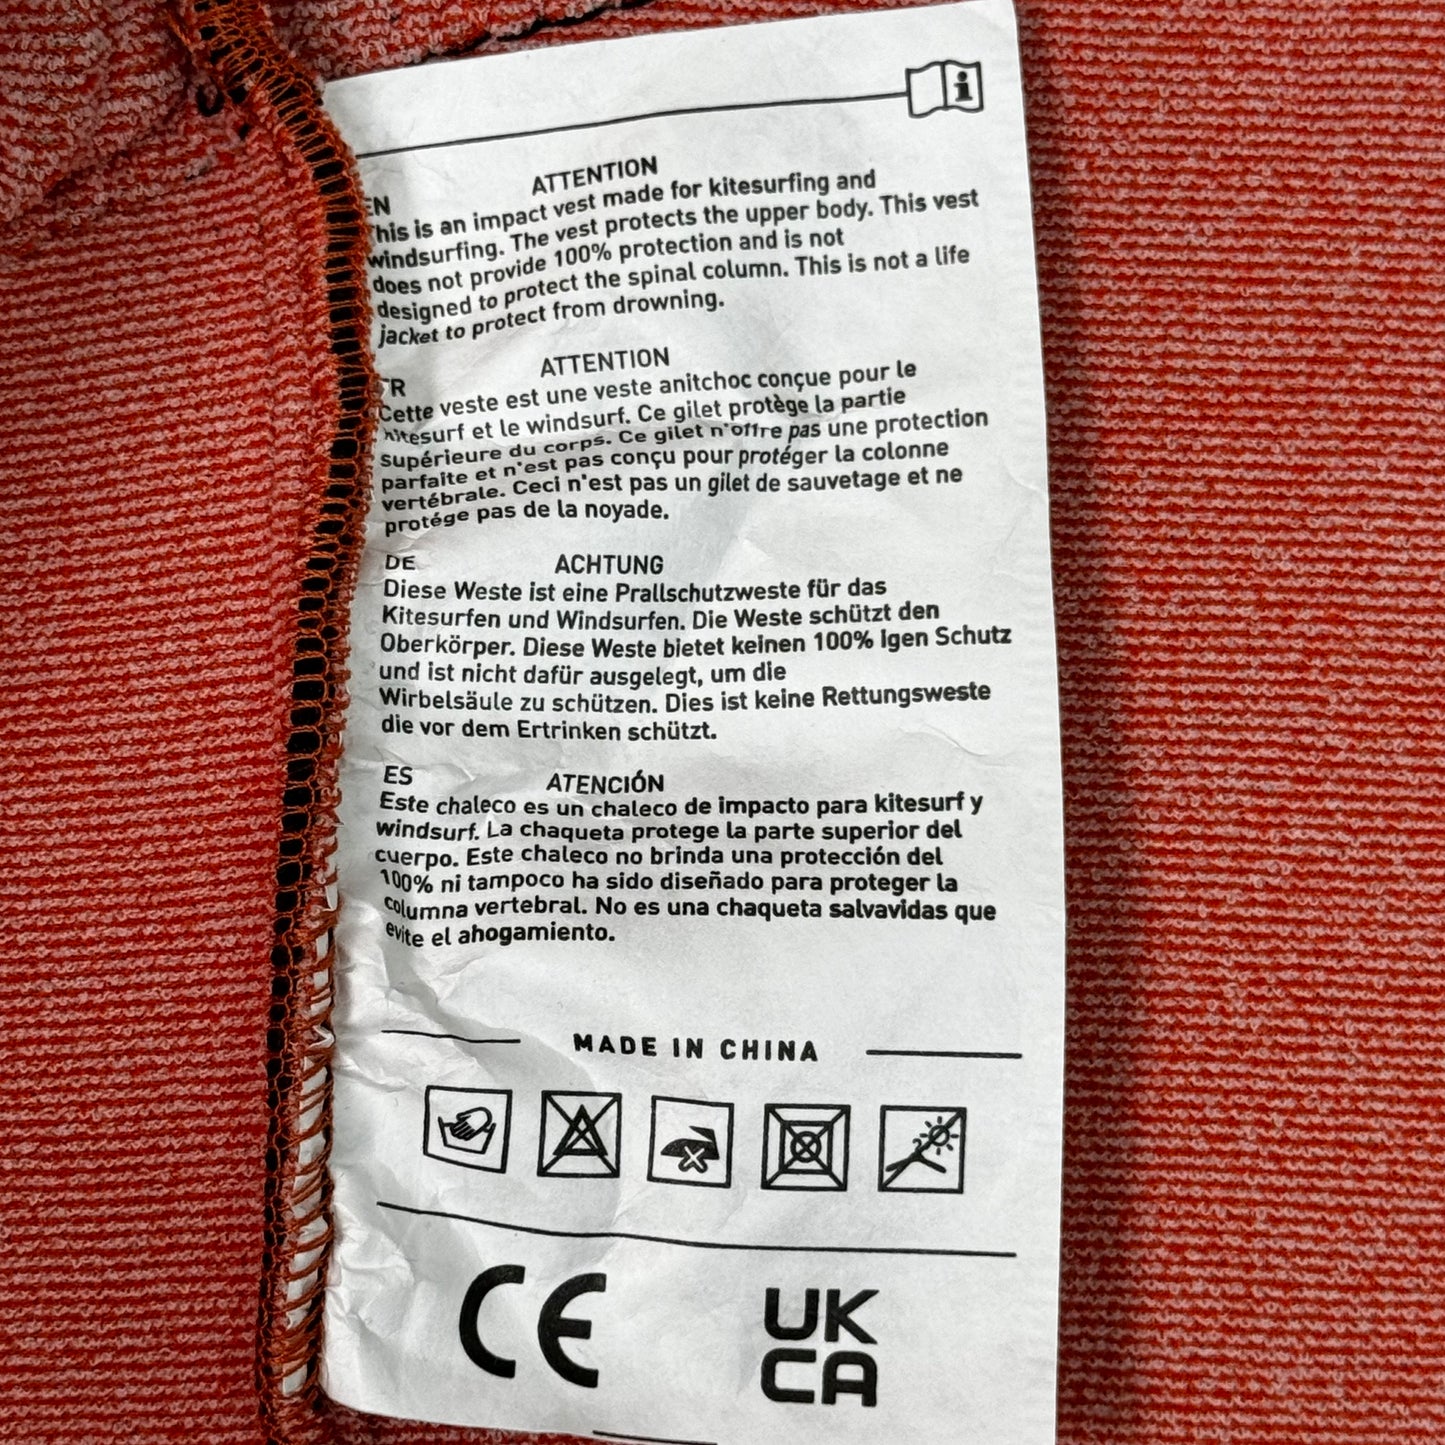 ATTENTION
EN
This is an impact vest made for kitesurfing and
windsurfing. The vest protects the upper body. This vest
does not provide 100% protection and is not
designed to protect the spinal column. This is not a life
jacket to protect from drowning.
ATTENTION
FR
Cette veste est une veste anitchoc conçue pour le
kitesurf et le windsurf. Ce gilet protège la partie
supérieure du corps. Ce gilet n'offre pas une protection
parfaite et n'est pas conçu pour protéger la colonne
vertébrale. Ceci n'est pas un gilet de sauvetage et ne
protége pas de la noyade.
DE ACHTUNG
Diese Weste ist eine Prallschutzweste für das
Kitesurfen und Windsurfen. Die Weste schützt den
Oberkörper. Diese Weste bietet keinen 100% Igen Schutz
und ist nicht dafür ausgelegt, um die
Wirbelsäule zu schützen. Dies ist keine Rettungsweste
die vor dem Ertrinken schützt.
ES ATENCIÓN
Este chaleco es un chaleco de impacto para kitesurf y
windsurf. La chaqueta protege la parte superior del
cuerpo. Este chaleco no brinda una protección del
100% ni tampoco ha sido diseñado para proteger la
columna vertebral. No es una chaqueta salvavidas que
evite el ahogamiento.
MADE IN CHINA
CE
UK
CA